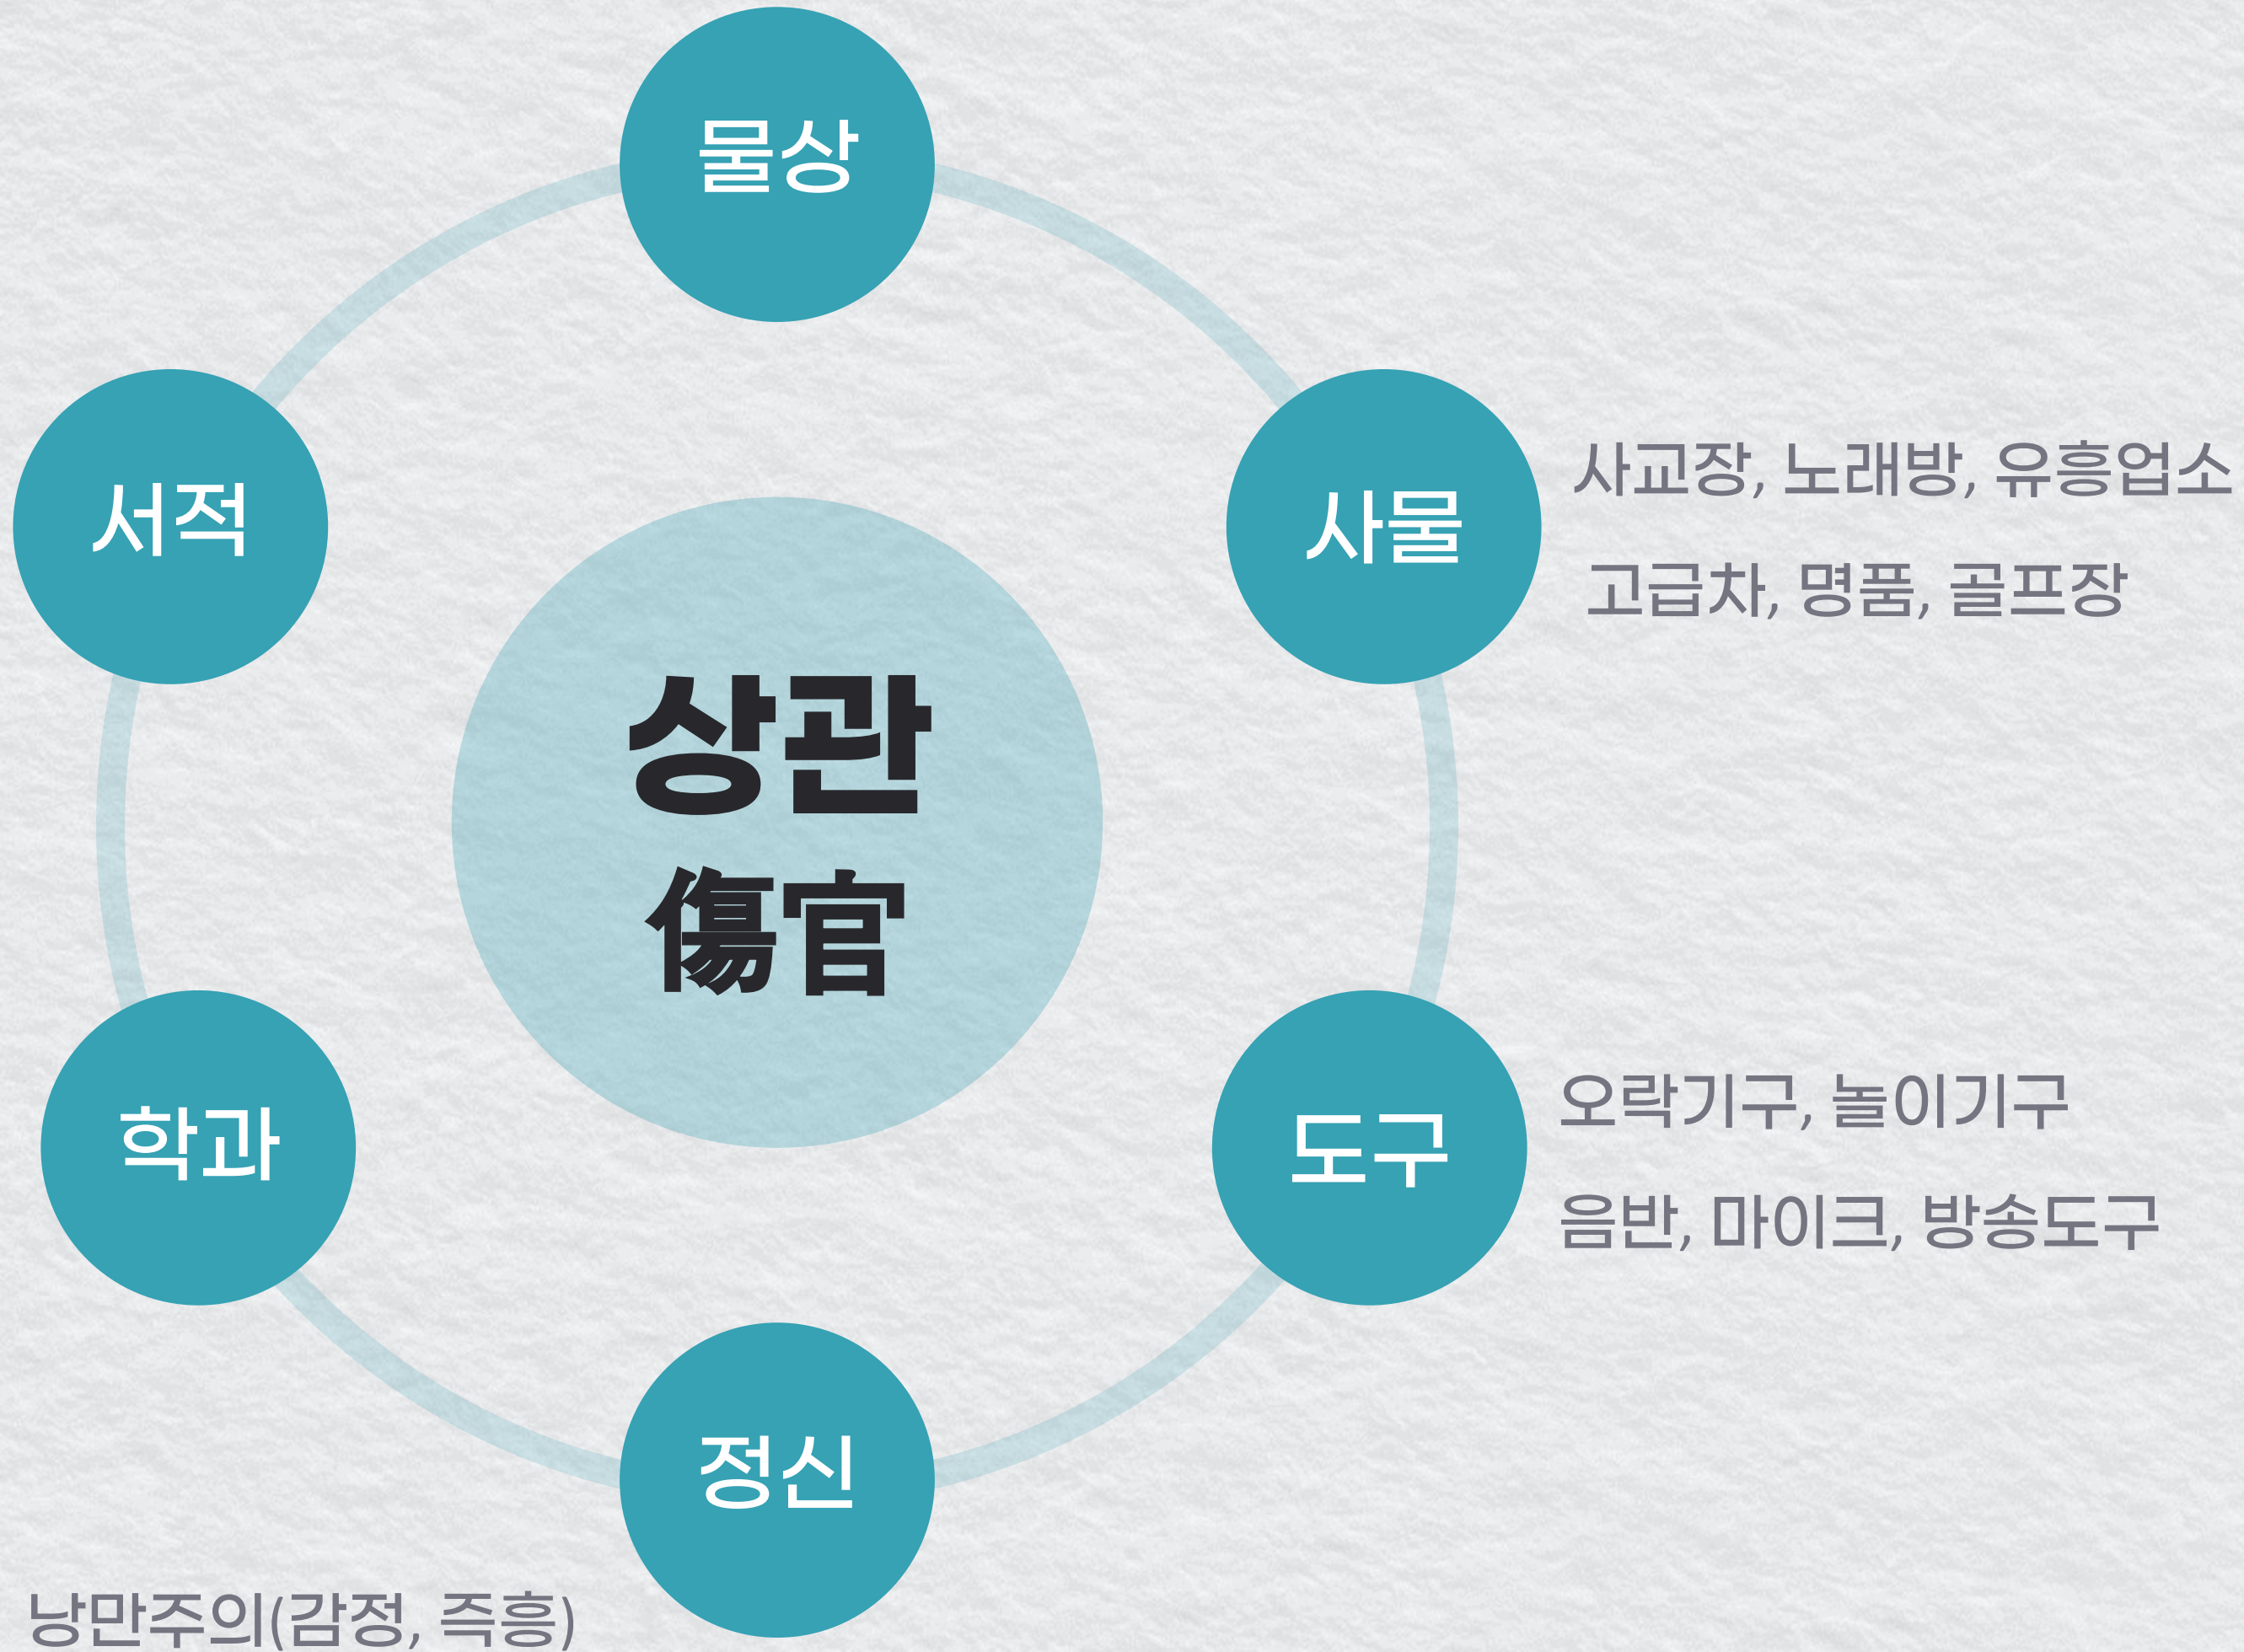 물상
서적
사물
사교장, 노래방, 유흥업소
고급차, 명품, 골프장
상관
傷官
학과
도구
오락기구, 놀이기구
음반, 마이크, 방송도구
정신
낭만주의(감정, 즉흥)